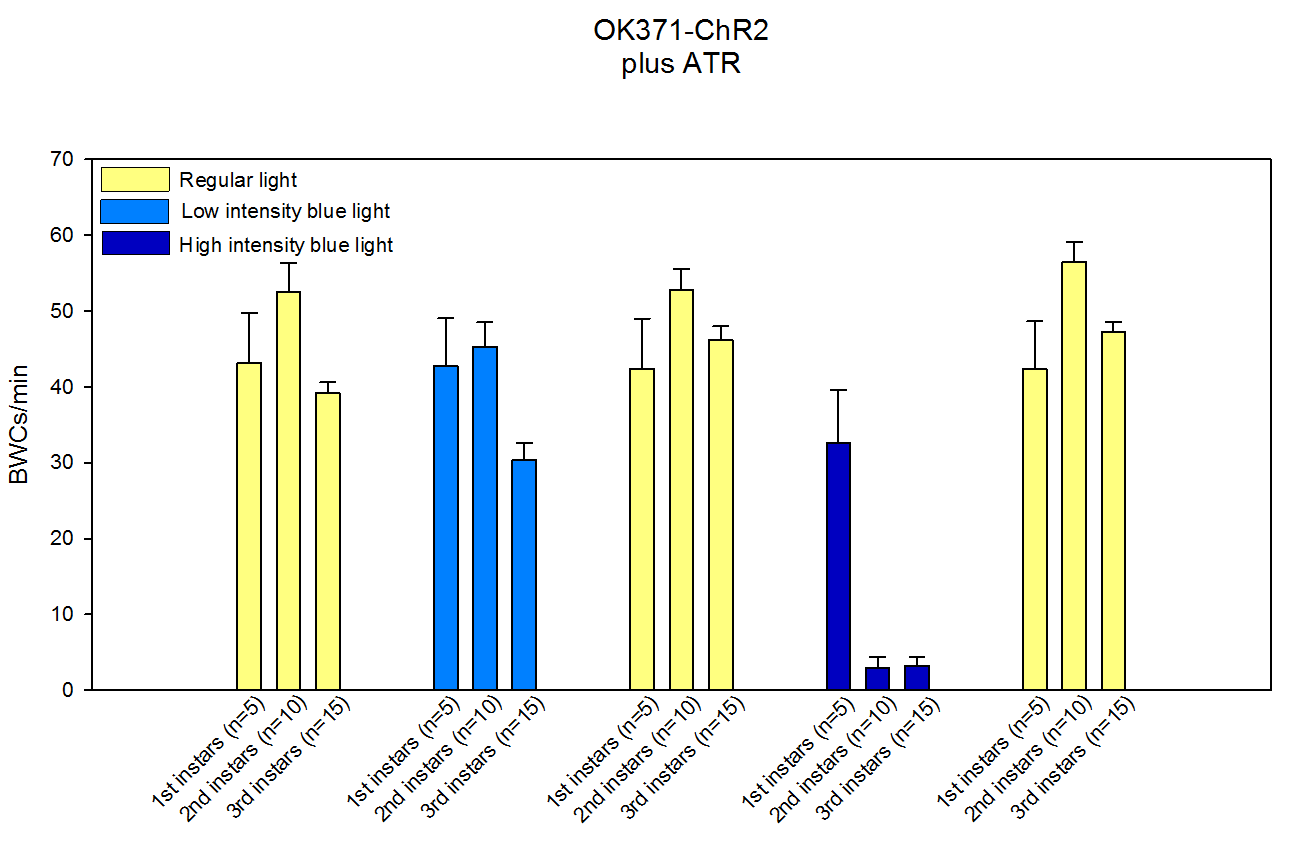 OK371-ChR2
plus ATR
70
60
50
40
30
20
10
0
BWCs/min
Regular light
Low intensity blue light
High intensity blue light
1st instars (n=5)
2nd instars (n=10)
3rd instars (n=15)
1st instars (n=5)
2nd instars (n=10)
3rd instars (n=15)
1st instars (n=5)
2nd instars (n=10)
3rd instars (n=15)
1st instars (n=5)
2nd instars (n=10)
3rd instars (n=15)
1st instars (n=5)
2nd instars (n=10)
3rd instars (n=15)